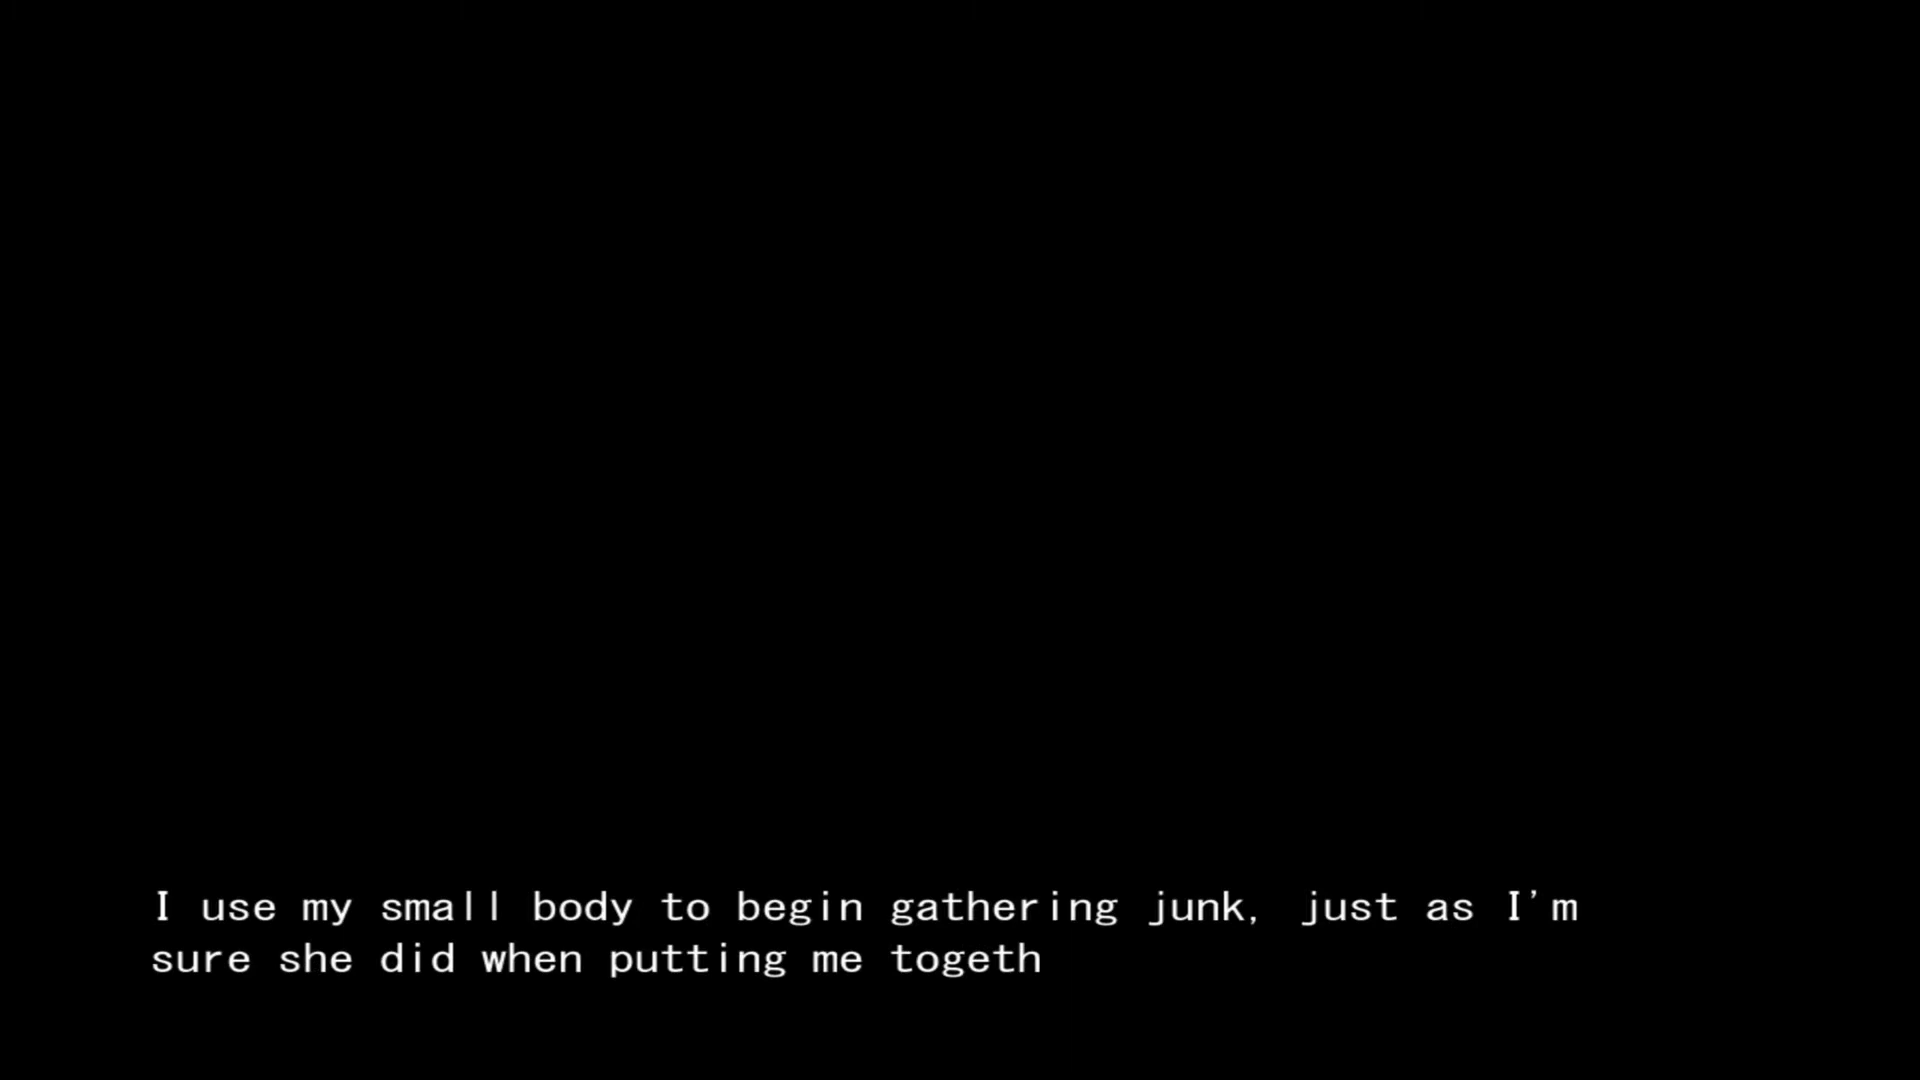 I use my small body to begin gathering junk, just as I'm
sure she did when putting me togeth